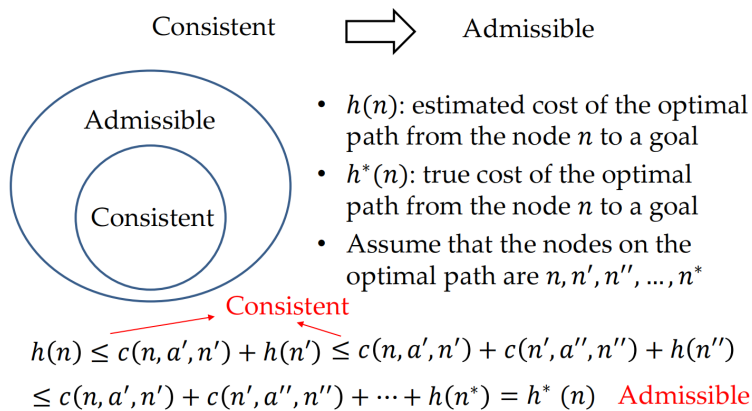 Consistent
Admissible
Admissible
Consistent
• h(n): estimated cost of the optimal
path from the node n to a goal
• h*(n): true cost of the optimal
path from the node n to a goal
• Assume that the nodes on the
optimal path are n, n′, n′′, …, n*
Consistent
h(n) ≤ c(n, a′, n′) + h(n′) ≤ c(n, a′, n′) + c(n′, a′′, n′′) + h(n′′)
≤ c(n, a′, n′) + c(n′, a′′, n′′) + ⋯ + h(n*) = h* (n) Admissible